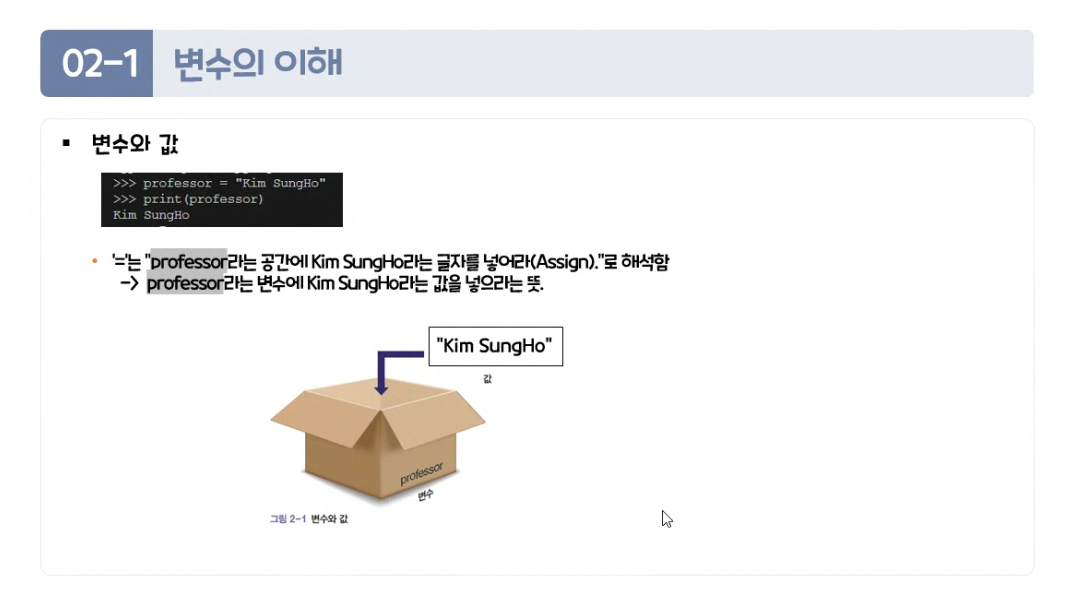 02-1 변수의 이해
▪ 변수와 값
>>> professor = "Kim SungHo"
>>> print(professor)
Kim SungHo
• '='는 "professor라는 공간에 Kim SungHo라는 글자를 넣어라(Assign)."로 해석함
-> professor라는 변수에 Kim SungHo라는 값을 넣으라는 뜻.
"Kim SungHo"
값
professor
변수
그림 2-1 변수와 값